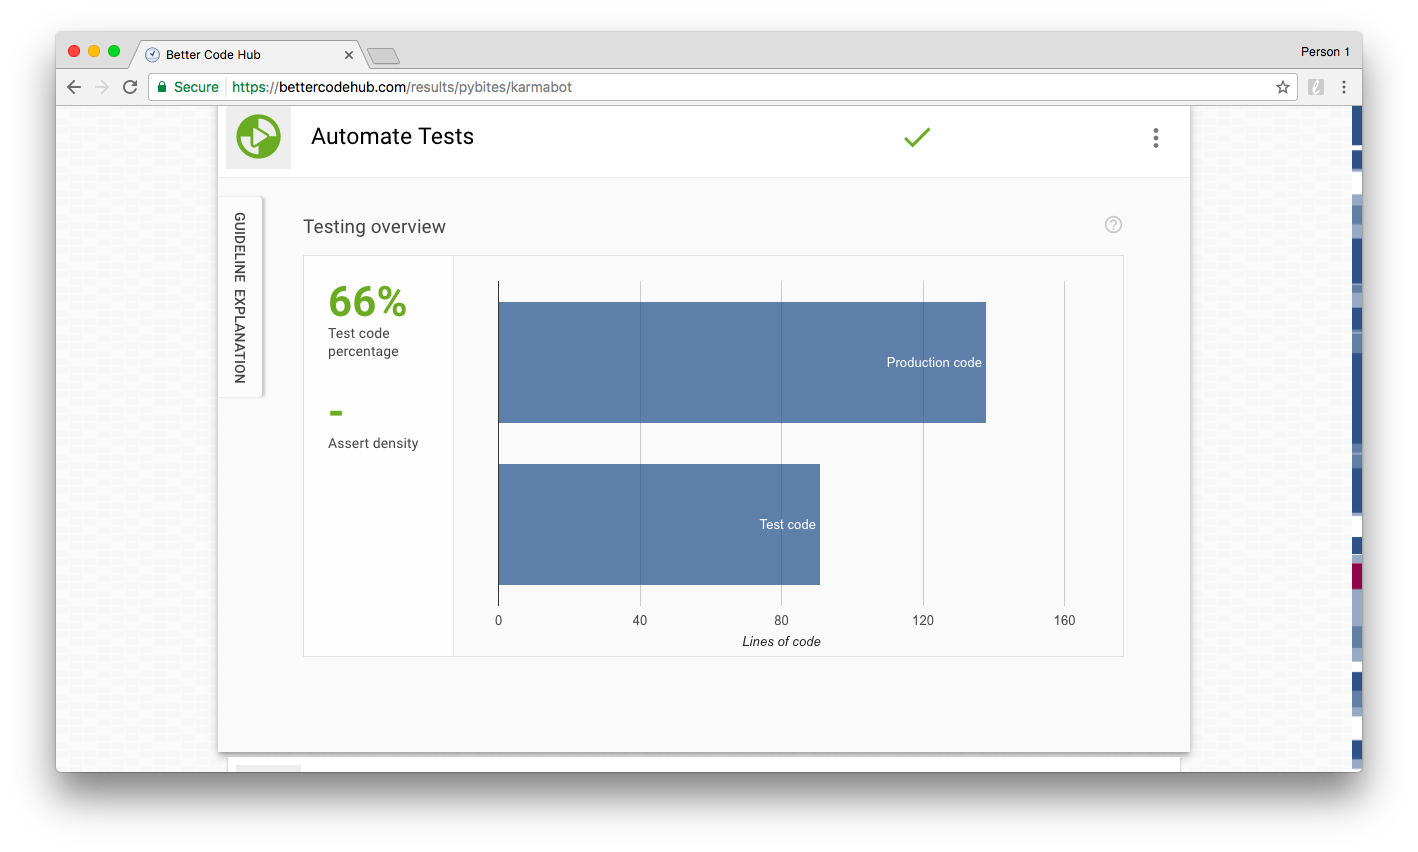 Better Code Hub
Person 1
Secure
https://bettercodehub.com/results/pybites/karmabot
Automate Tests
GUIDELINE EXPLANATION
Testing overview
66%
Test code
percentage
-
Assert density
Production code
Test code
0 40 80 120 160
Lines of code